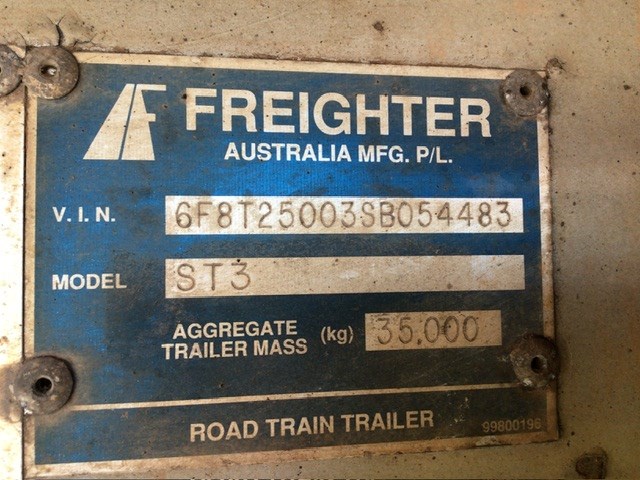 FREIGHTER
AUSTRALIA MFG. P/L.
V.I.N. 6F8T25003SB054483
MODEL ST3
AGGREGATE
TRAILER MASS (kg) 35,000
ROAD TRAIN TRAILER 99800196